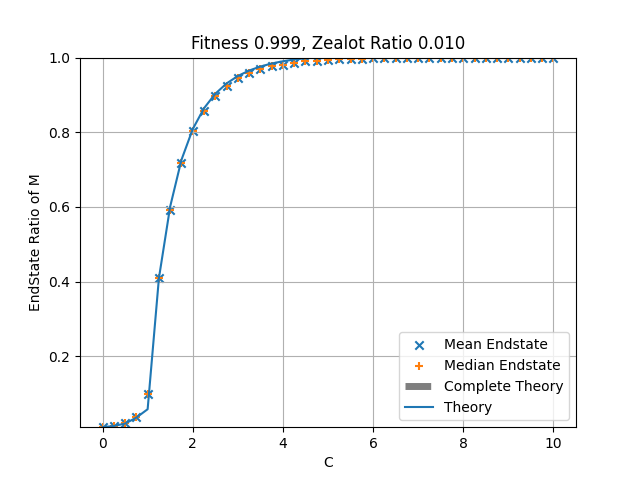 Fitness 0.999, Zealot Ratio 0.010
1.0
0.8
0.6
0.4
0.2
EndState Ratio of M
0
2
4
6
8
10
C
Mean Endstate
Median Endstate
Complete Theory
Theory